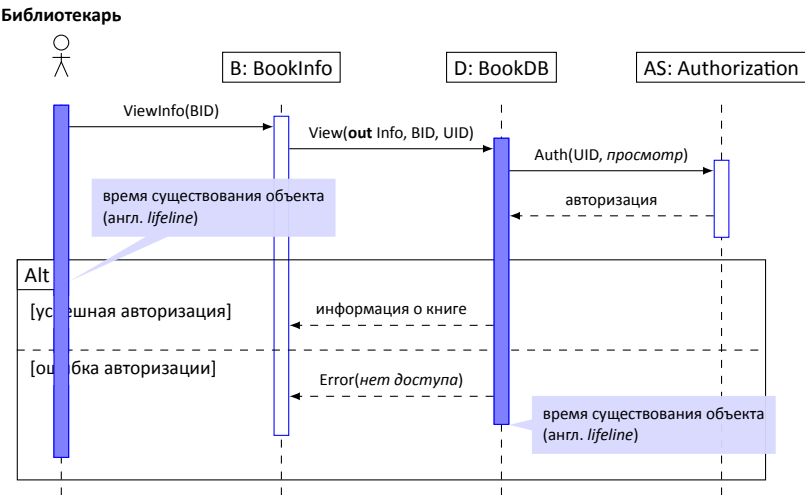 Библиотекарь
B: BookInfo
D: BookDB
AS: Authorization
ViewInfo(BID)
View(out Info, BID, UID)
Auth(UID, просмотр)
авторизация
время существования объекта
(англ. lifeline)
Alt
[успешная авторизация]
информация о книге
[ошибка авторизации]
Error(нет доступа)
время существования объекта
(англ. lifeline)